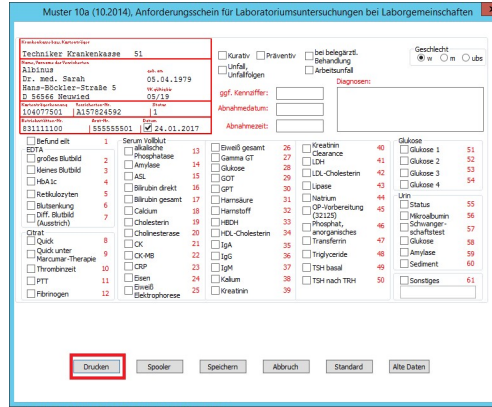 Muster 10a (10.2014), Anforderungsschein für Laboratoriumsuntersuchungen bei Laborgemeinschaften X
Krankenkasse bzw. Kostenträger
Techniker Krankenkasse 51
Name, Vorname des Versicherten
Albinus geb. am
Dr. med. Sarah 05.04.1979
Hans-Böckler-Straße 5 VK gültig bis
D 56566 Neuwied 05/19
Kostenträgerkennung Versicherten-Nr. Status
104077501 A157824592 1
Betriebsstätten-Nr. Arzt-Nr. Datum
831111100 555555501 24.01.2017
Kurativ Präventiv bei belegärztl. Behandlung
Unfall, Unfallfolgen Arbeitsunfall
Geschlecht
w m ubs
ggf. Kennziffer:
Abnahmedatum:
Abnahmezeit:
Diagnosen:
Befund eilt 1
EDTA
großes Blutbild 2
kleines Blutbild 3
HbA1c 4
Retikulozyten 5
Blutsenkung 6
Diff. Blutbild (Ausstrich) 7
Citrat
Quick 8
Quick unter Marcumar-Therapie 9
Thrombinzeit 10
PTT 11
Fibrinogen 12
Serum Vollblut
alkalische Phosphatase 13
Amylase 14
ASL 15
Bilirubin direkt 16
Bilirubin gesamt 17
Calcium 18
Cholesterin 19
Cholinesterase 20
CK 21
CK-MB 22
CRP 23
Eisen 24
Eiweiß Elektrophorese 25
Eiweiß gesamt 26
Gamma GT 27
Glukose 28
GOT 29
GPT 30
Harnsäure 31
Harnstoff 32
HBDH 33
HDL-Cholesterin 34
IgA 35
IgG 36
IgM 37
Kalium 38
Kreatinin 39
Kreatinin Clearance 40
LDH 41
LDL-Cholesterin 42
Lipase 43
Natrium 44
OP-Vorbereitung (32125) 45
Phosphat, anorganisches 46
Transferrin 47
Triglyceride 48
TSH basal 49
TSH nach TRH 50
Glukose
Glukose 1 51
Glukose 2 52
Glukose 3 53
Glukose 4 54
Urin
Status 55
Mikroalbumin 56
Schwanger-schaftstest 57
Glukose 58
Amylase 59
Sediment 60
Sonstiges 61
Drucken Spooler Speichern Abbruch Standard Alte Daten